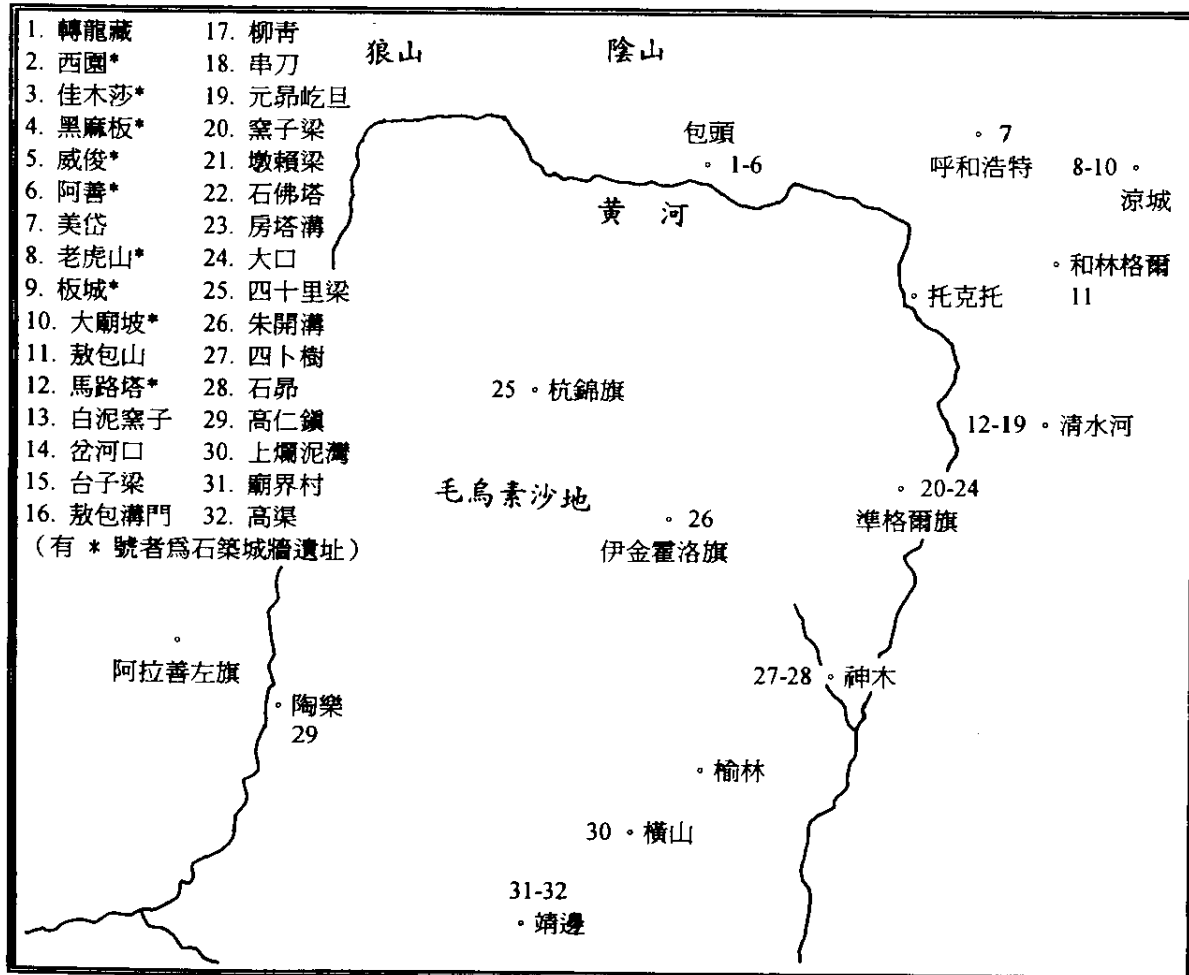 1. 轉龍藏 17. 柳青
2. 西園* 18. 串刀
3. 佳木莎* 19. 元昴屹旦
4. 黑麻板* 20. 窯子梁
5. 威俊* 21. 墩賴梁
6. 阿善* 22. 石佛塔
7. 美岱 23. 房塔溝
8. 老虎山* 24. 大口
9. 板城* 25. 四十里梁
10. 大廟坡* 26. 朱開溝
11. 敖包山 27. 四卜樹
12. 馬路塔* 28. 石昴
13. 白泥窯子 29. 高仁鎮
14. 岔河口 30. 上爛泥灣
15. 台子梁 31. 廟界村
16. 敖包溝門 32. 高渠
(有 * 號者爲石築城牆遺址)
狼山
陰山
包頭
1-6
7
呼和浩特
8-10
涼城
黃河
和林格爾
11
托克托
25 杭錦旗
12-19 清水河
毛烏素沙地
20-24
準格爾旗
26
伊金霍洛旗
阿拉善左旗
陶樂
29
27-28 神木
榆林
30 橫山
31-32
靖邊